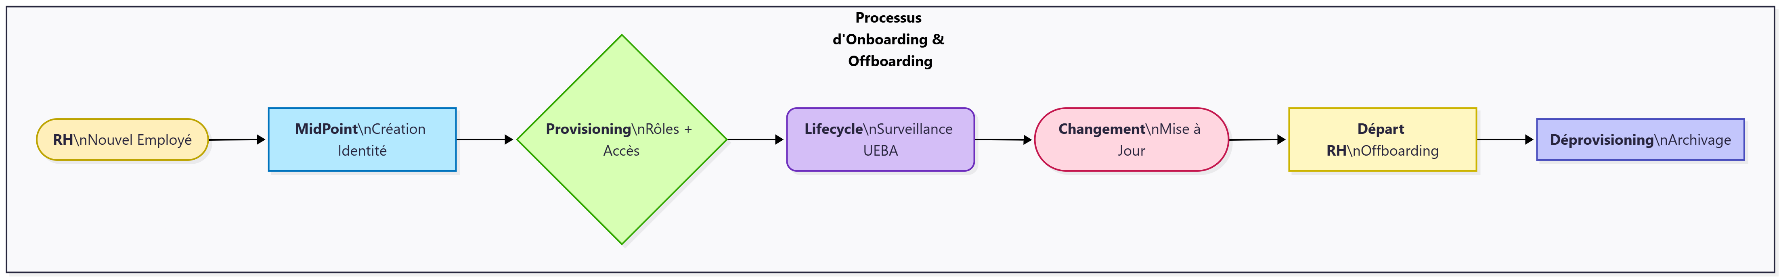 Processus
d'Onboarding &
Offboarding
RH\nNouvel Employé
MidPoint\nCréation
Identité
Provisioning\nRôles +
Accès
Lifecycle\nSurveillance
UEBA
Changement\nMise à
Jour
Départ
RH\nOffboarding
Déprovisioning\nArchivage